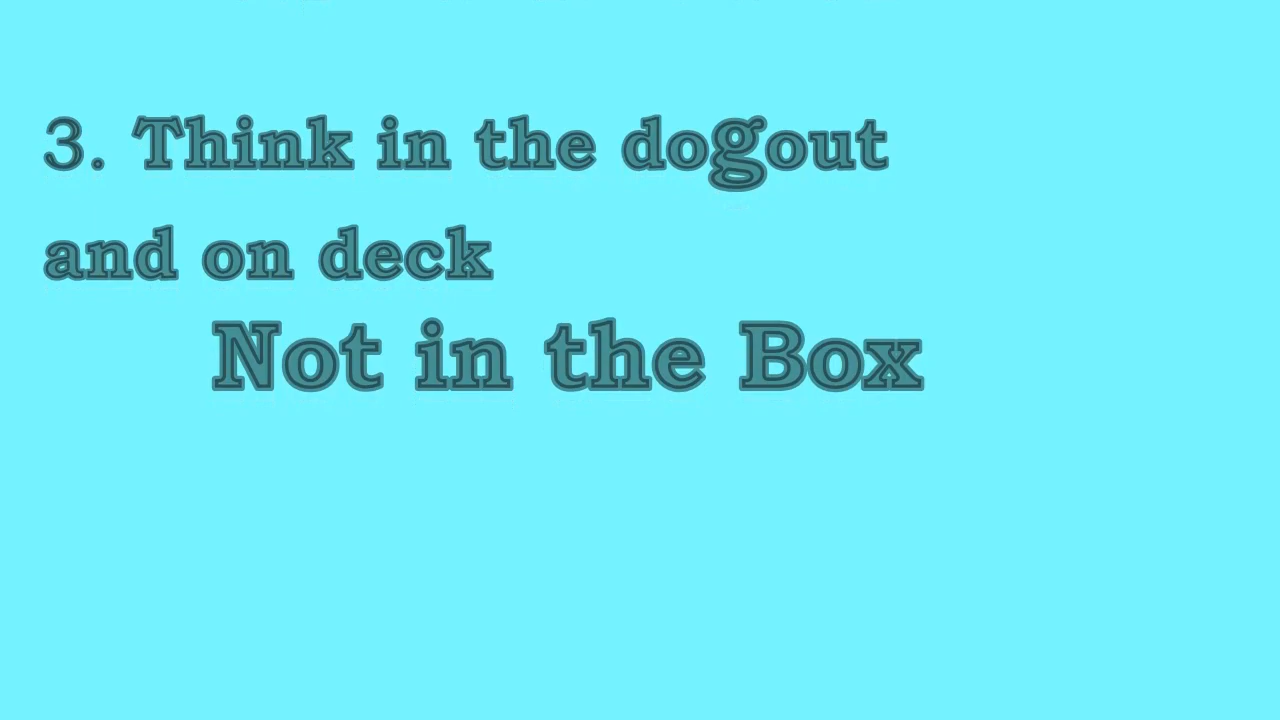 3. Think in the dogout
and on deck
Not in the Box